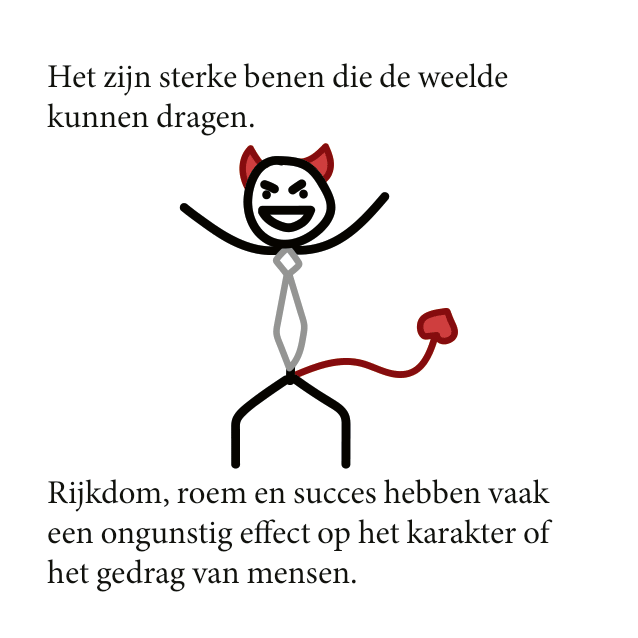 Het zijn sterke benen die de weelde
kunnen dragen.
Rijkdom, roem en succes hebben vaak
een ongunstig effect op het karakter of
het gedrag van mensen.